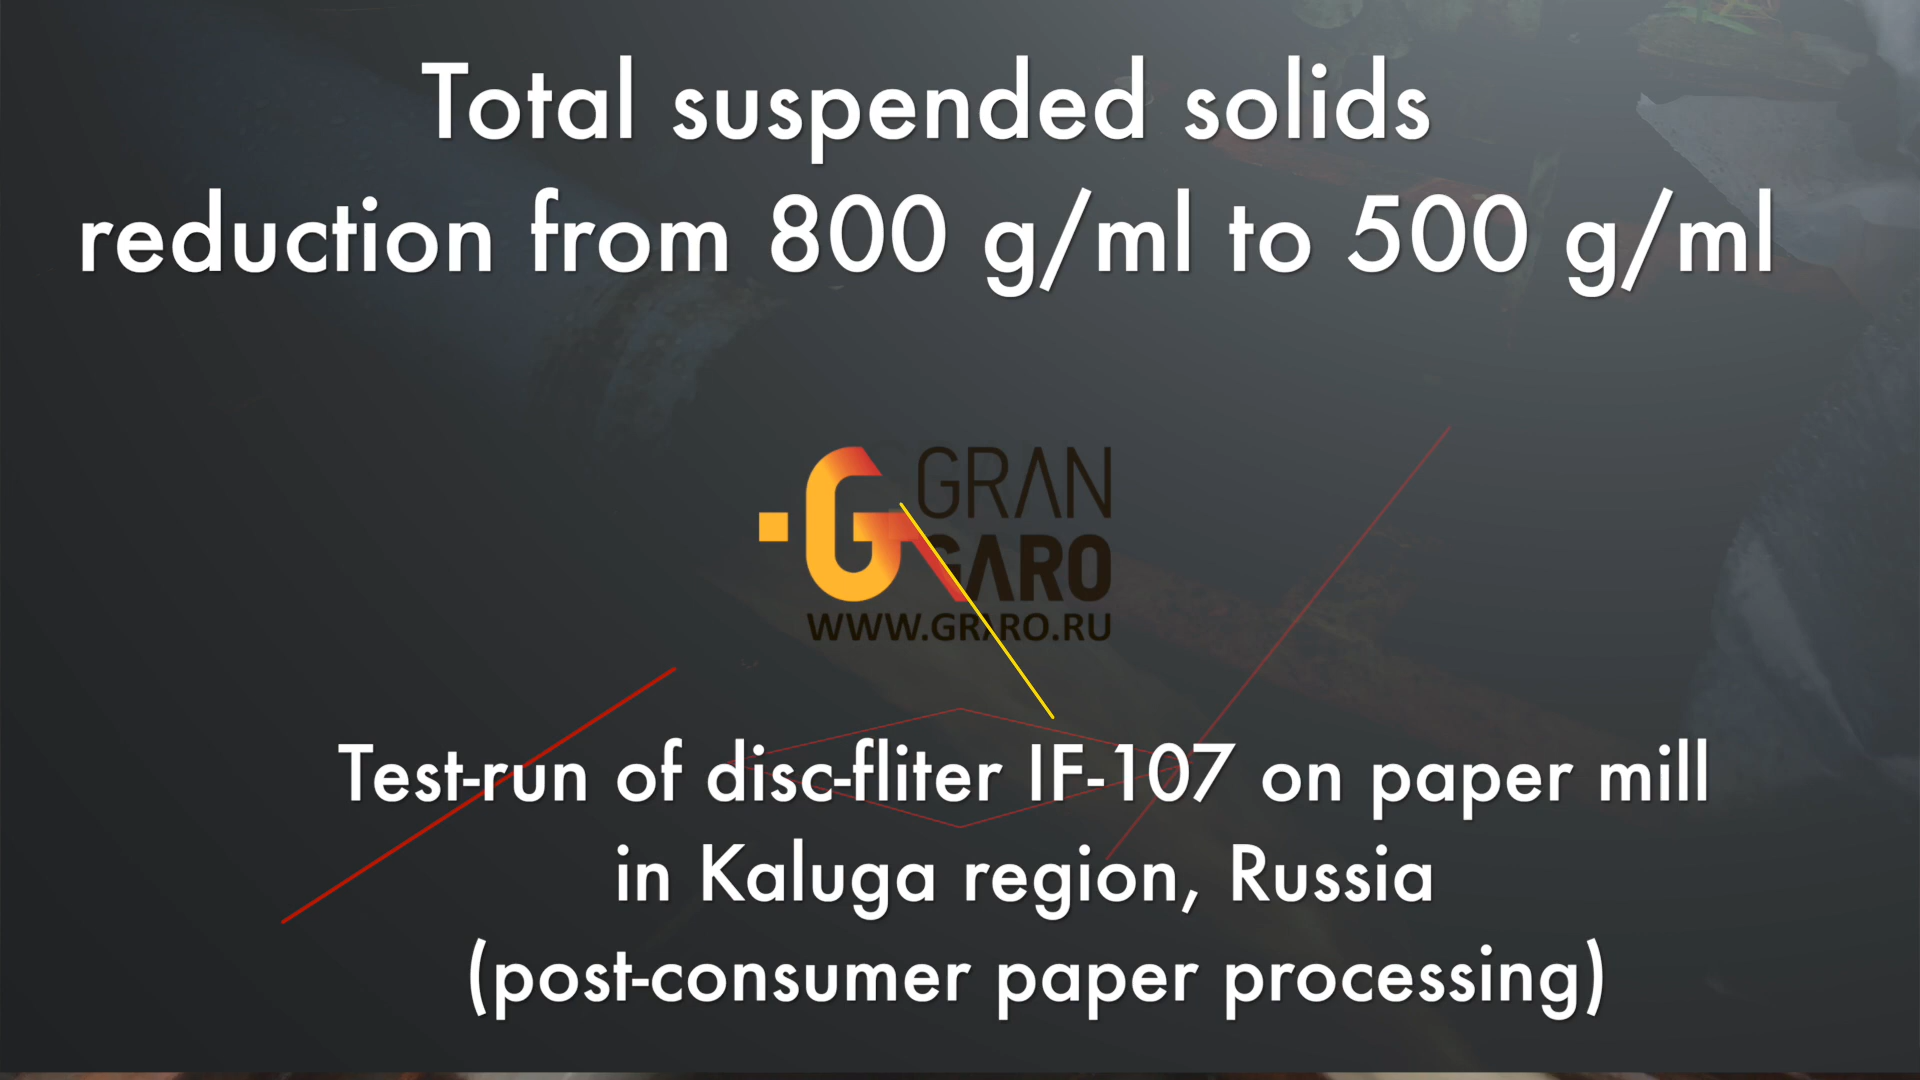 Total suspended solids
reduction from 800 g/ml to 500 g/ml
GRAN
GARO
WWW.GRARO.RU
Test-run of disc-fliter IF-107 on paper mill
in Kaluga region, Russia
(post-consumer paper processing)